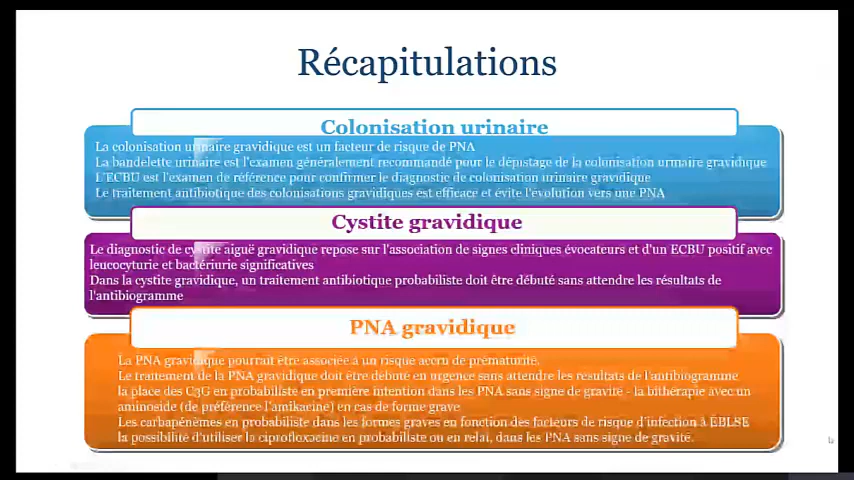 Récapitulations
Colonisation urinaire
La colonisation urinaire gravidique est un facteur de risque de PNA
La bandelette urinaire est l'examen généralement recommandé pour le dépistage de la colonisation urinaire gravidique
L'ECBU est l'examen de référence pour confirmer le diagnostic de colonisation urinaire gravidique
Le traitement antibiotique des colonisations gravidiques est efficace et évite l'évolution vers une PNA
Cystite gravidique
Le diagnostic de cystite aiguë gravidique repose sur l'association de signes cliniques évocateurs et d'un ECBU positif avec
leucocyturie et bactériurie significatives
Dans la cystite gravidique, un traitement antibiotique probabiliste doit être débuté sans attendre les résultats de
l'antibiogramme
PNA gravidique
La PNA gravidique pourrait être associée à un risque accru de prématurité.
Le traitement de la PNA gravidique doit être débuté en urgence sans attendre les résultats de l'antibiogramme
la place des C3G en probabiliste en première intention dans les PNA sans signe de gravité - la bithérapie avec un
aminoside (de préférence l'amikacine) en cas de forme grave
Les carbapénèmes en probabiliste dans les formes graves en fonction des facteurs de risque d'infection à EBLSE
la possibilité d'utiliser la ciprofloxacine en probabiliste ou en relai, dans les PNA sans signe de gravité.